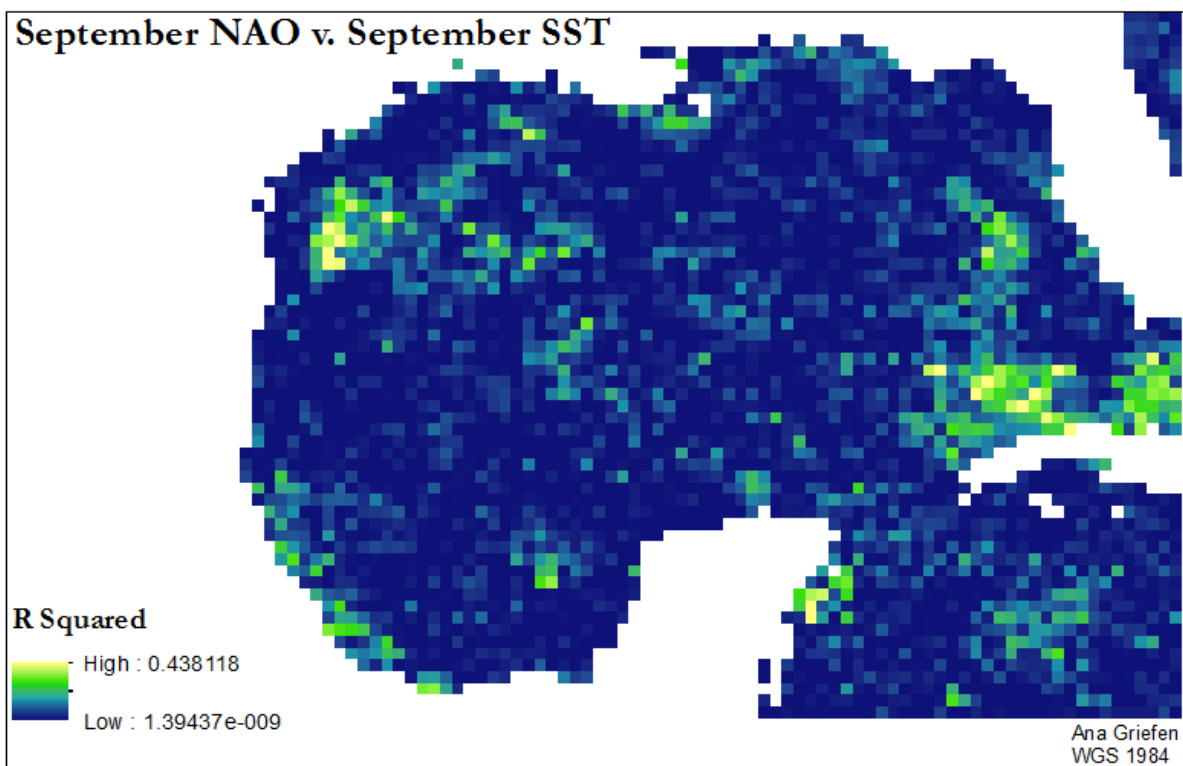 September NAO v. September SST
R Squared
High : 0.438118
Low : 1.39437e-009
Ana Griefen
WGS 1984